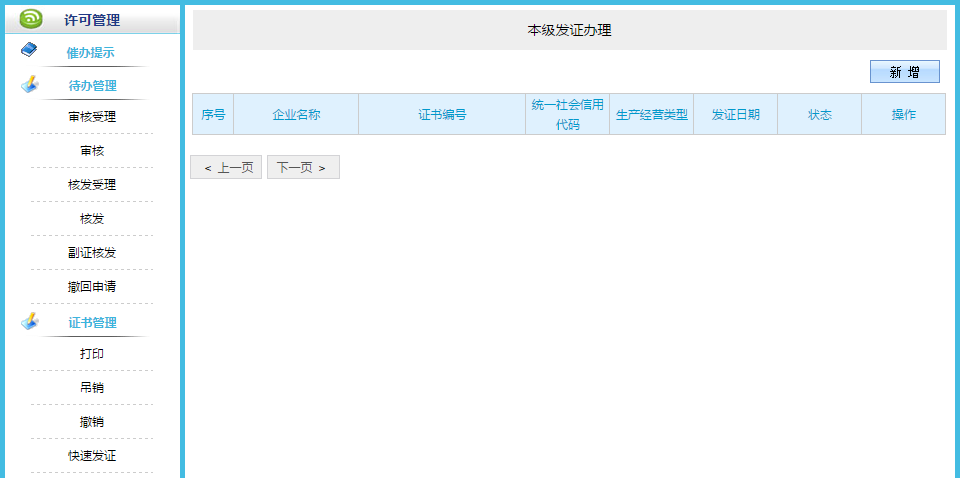 许可管理
催办提示
待办管理
审核受理
审核
核发受理
核发
副证核发
撤回申请
证书管理
打印
吊销
撤销
快速发证
本级发证办理
新 增
序号 企业名称 证书编号 统一社会信用代码 生产经营类型 发证日期 状态 操作
< 上一页 下一页 >